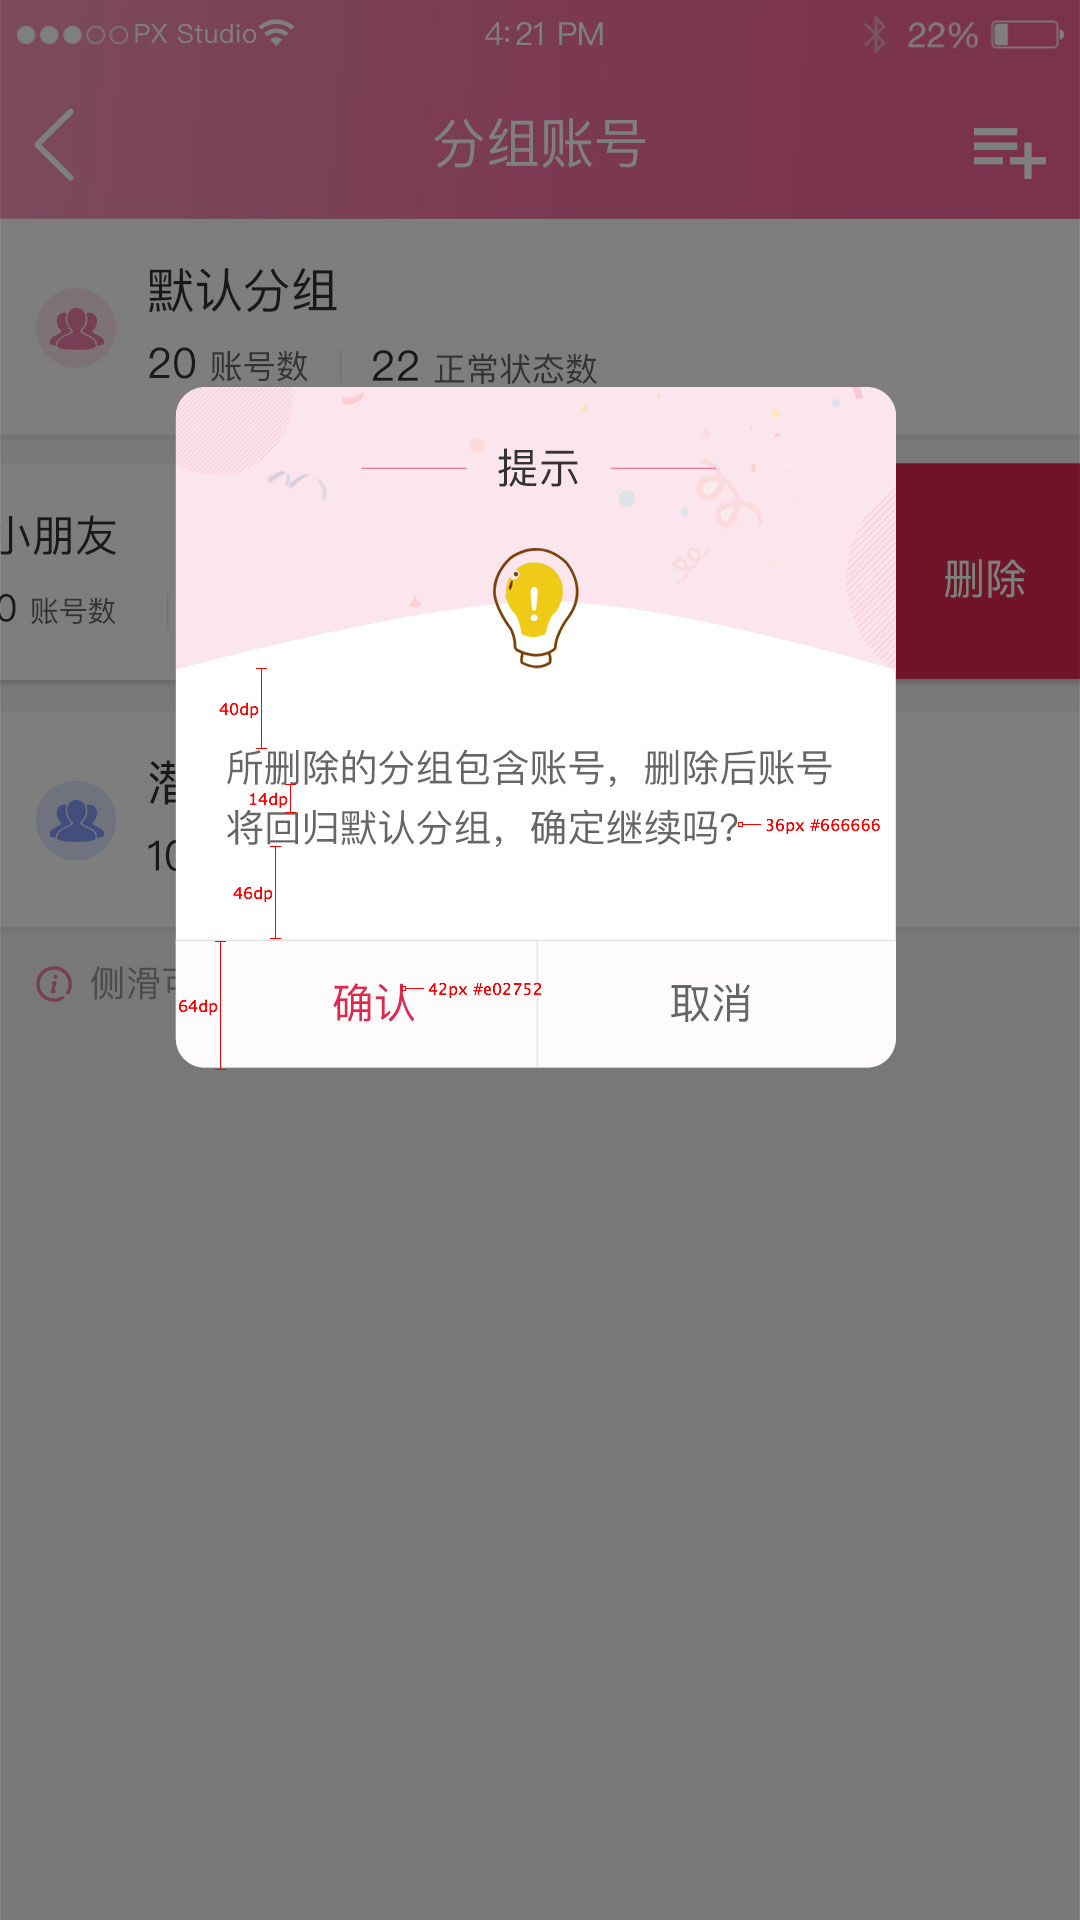 PX Studio 4:21 PM 22%
分组账号
默认分组
20 账号数 22 正常状态数
提示
小朋友
0 账号数
删除
40dp
所删除的分组包含账号，删除后账号
14dp
将回归默认分组，确定继续吗?
36px #666666
潜
10
46dp
侧滑可
64dp
确认
42px #e02752
取消